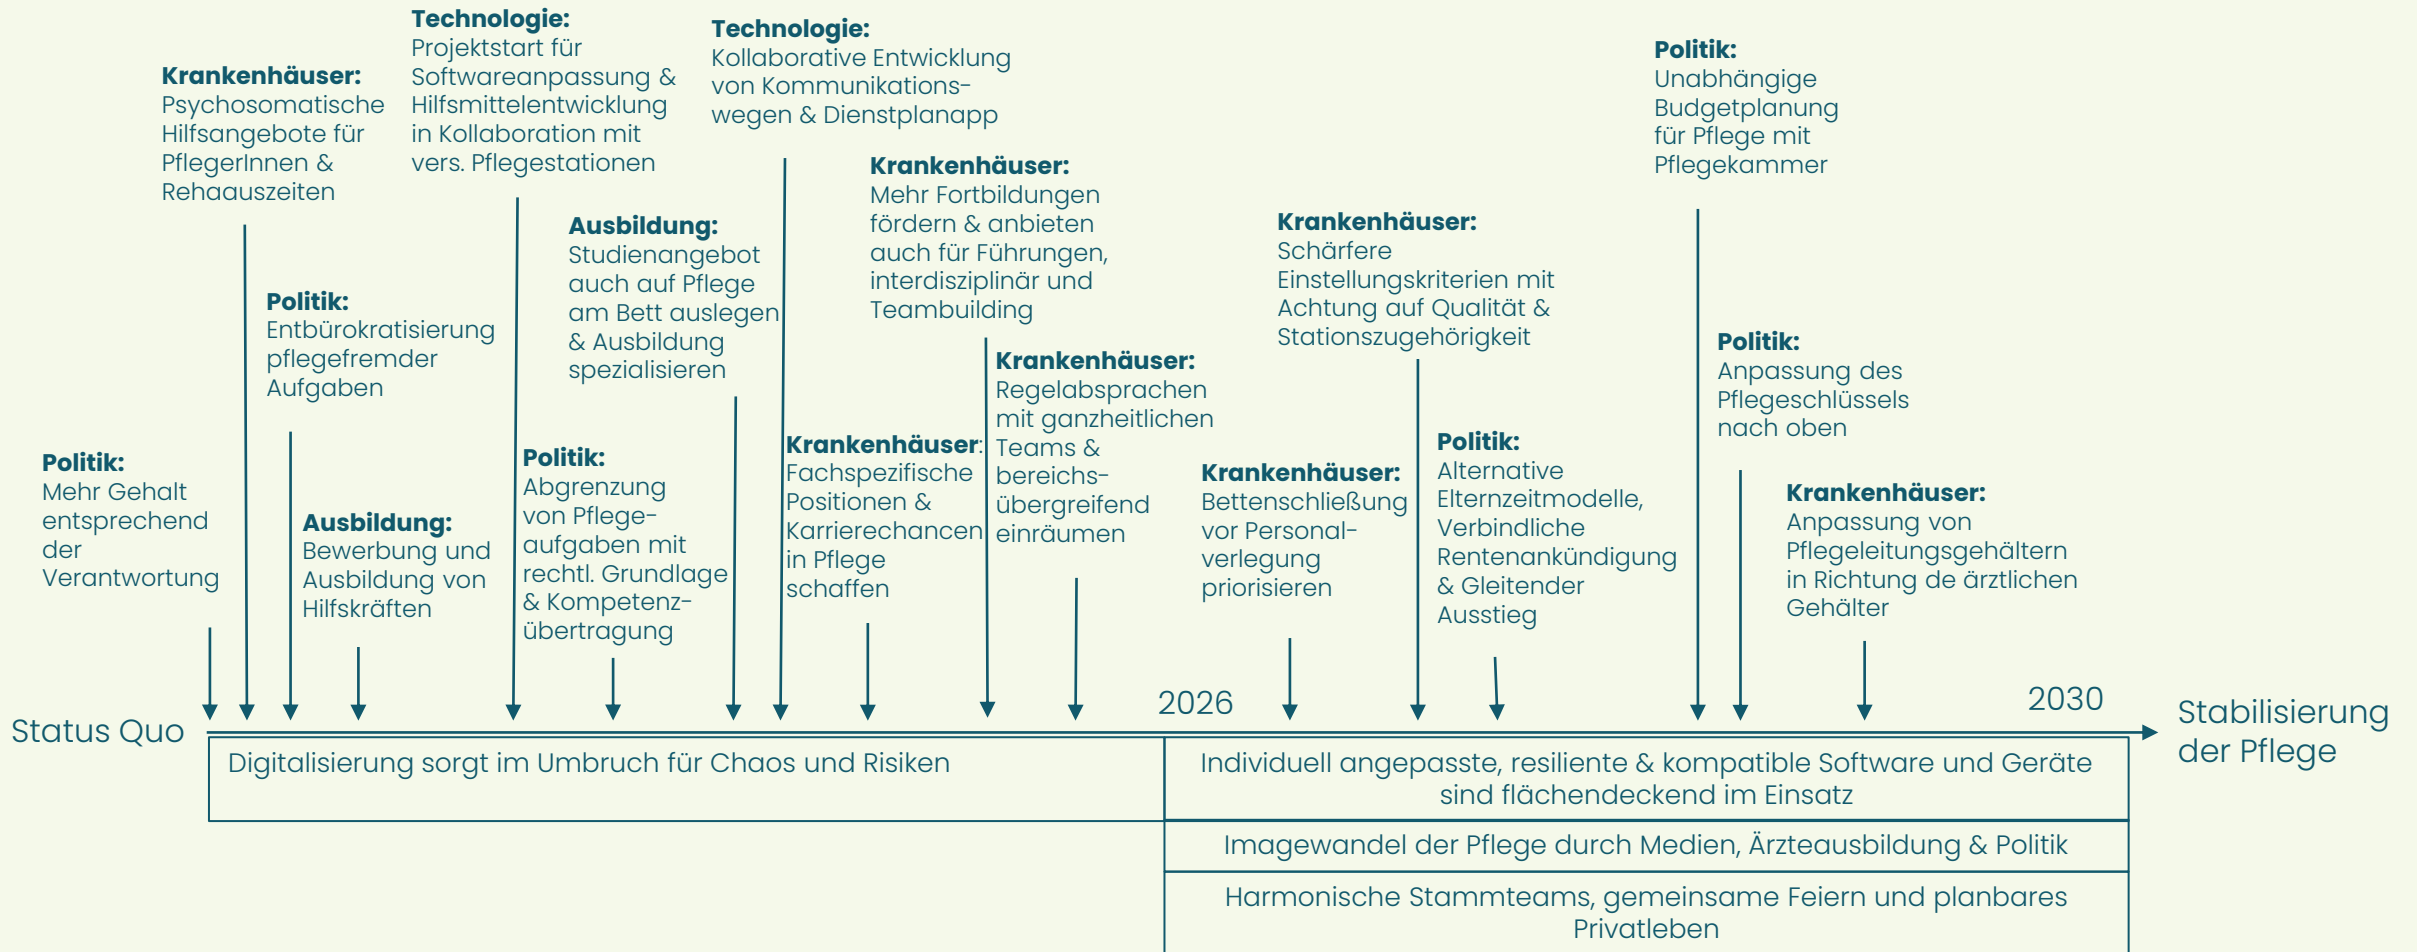 Technologie:
Projektstart für
Softwareanpassung &
Hilfsmittelentwicklung
in Kollaboration mit
vers. Pflegestationen
Technologie:
Kollaborative Entwicklung
von Kommunikations-
wegen & Dienstplanapp
Politik:
Unabhängige
Budgetplanung
für Pflege mit
Pflegekammer
Krankenhäuser:
Psychosomatische
Hilfsangebote für
PflegerInnen &
Rehaauszeiten
Krankenhäuser:
Mehr Fortbildungen
fördern & anbieten
auch für Führungen,
interdisziplinär und
Teambuilding
Ausbildung:
Studienangebot
auch auf Pflege
am Bett auslegen
& Ausbildung
spezialisieren
Krankenhäuser:
Schärfere
Einstellungskriterien mit
Achtung auf Qualität &
Stationszugehörigkeit
Politik:
Entbürokratisierung
pflegefremder
Aufgaben
Krankenhäuser:
Regelabsprachen
mit ganzheitlichen
Teams &
bereichs-
übergreifend
einräumen
Politik:
Anpassung des
Pflegeschlüssels
nach oben
Politik:
Mehr Gehalt
entsprechend
der
Verantwortung
Ausbildung:
Bewerbung und
Ausbildung von
Hilfskräften
Politik:
Abgrenzung
von Pflege-
aufgaben mit
rechtl. Grundlage
& Kompetenz-
übertragung
Krankenhäuser:
Fachspezifische
Positionen &
Karrierechancen
in Pflege
schaffen
Krankenhäuser:
Bettenschließung
vor Personal-
verlegung
priorisieren
Politik:
Alternative
Elternzeitmodelle,
Verbindliche
Rentenankündigung
& Gleitender
Ausstieg
Krankenhäuser:
Anpassung von
Pflegeleitungsgehältern
in Richtung de ärztlichen
Gehälter
Status Quo
2026
2030
Stabilisierung
der Pflege
Digitalisierung sorgt im Umbruch für Chaos und Risiken
Individuell angepasste, resiliente & kompatible Software und Geräte
sind flächendeckend im Einsatz
Imagewandel der Pflege durch Medien, Ärzteausbildung & Politik
Harmonische Stammteams, gemeinsame Feiern und planbares
Privatleben